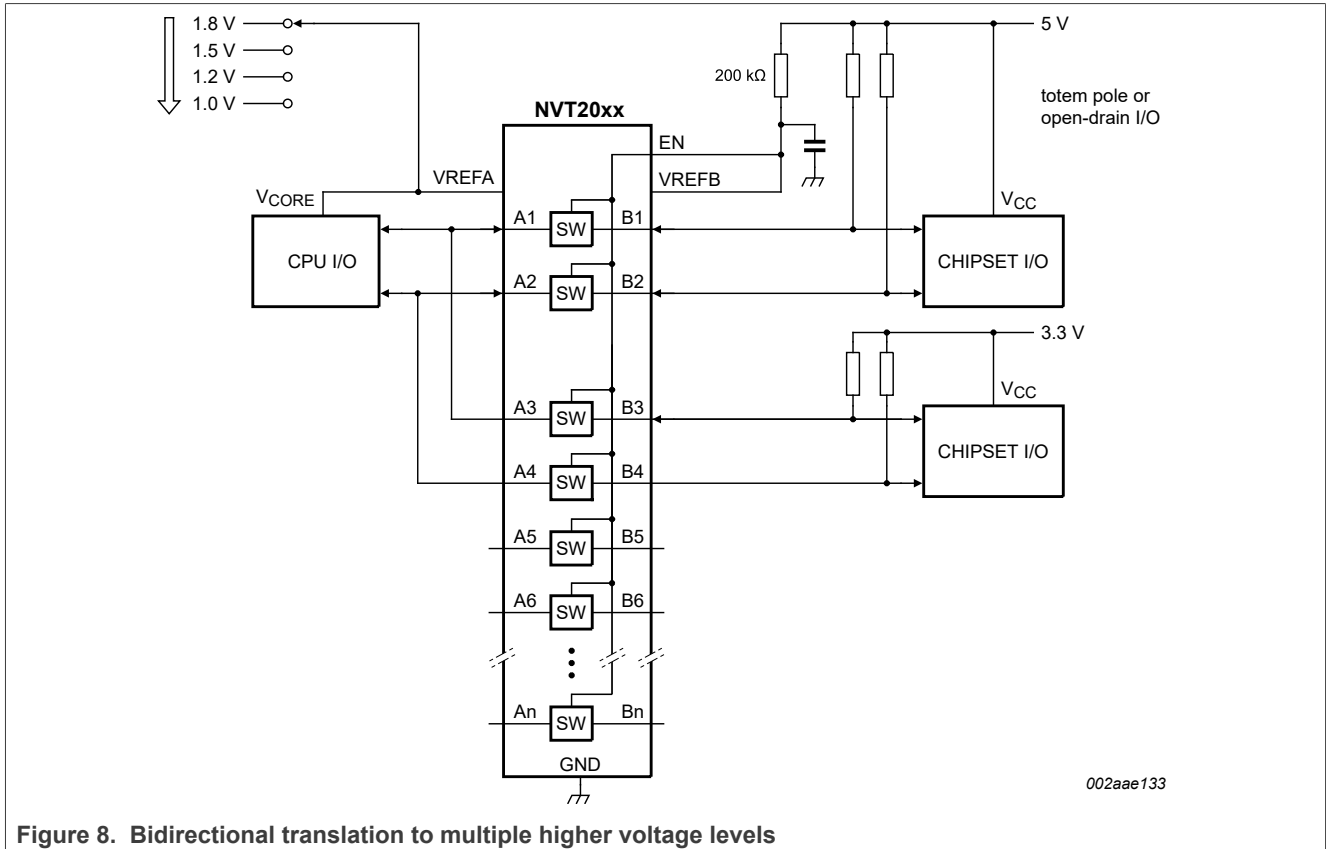 1.8 V
1.5 V
1.2 V
1.0 V
5 V
200 kΩ
totem pole or
open-drain I/O
NVT20xx
EN
VREFA
VREFB
VCORE
VCC
A1
SW
B1
CPU I/O
CHIPSET I/O
A2
SW
B2
3.3 V
VCC
A3
SW
B3
CHIPSET I/O
A4
SW
B4
A5
SW
B5
A6
SW
B6
An
SW
Bn
GND
002aae133
Figure 8. Bidirectional translation to multiple higher voltage levels